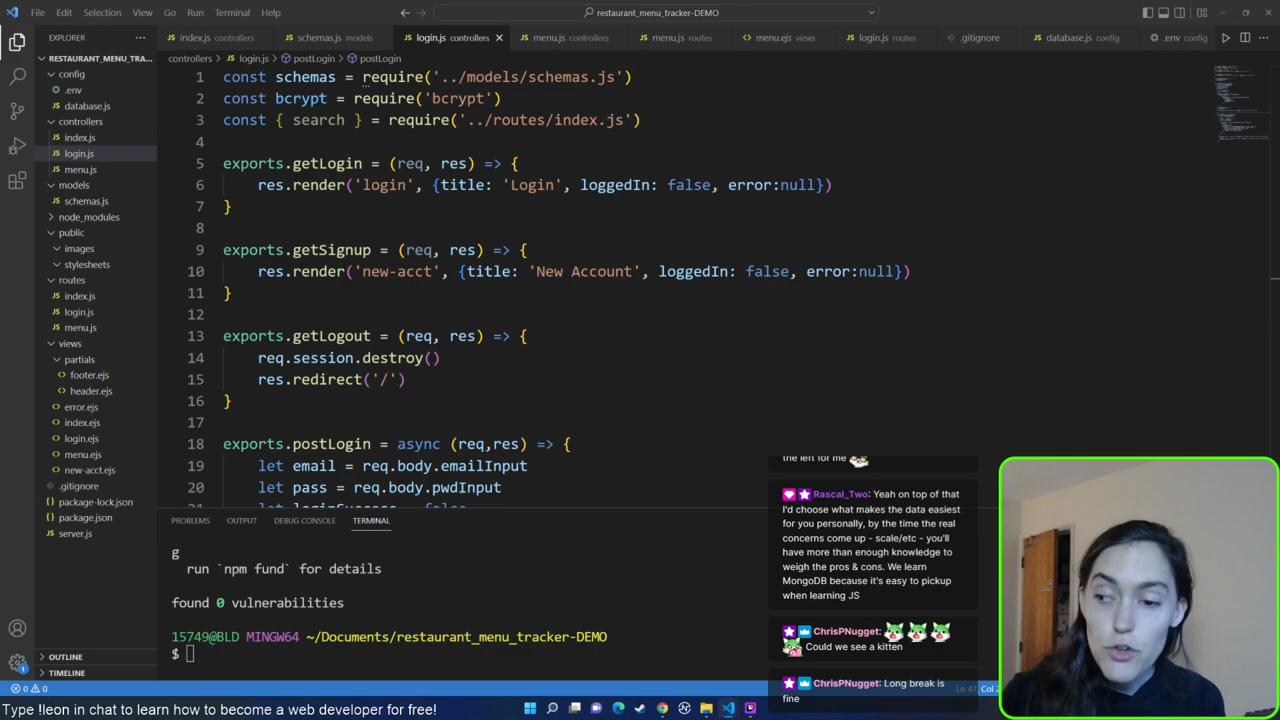 File Edit Selection View Go Run Terminal Help
restaurant_menu_tracker-DEMO
EXPLORER
index.js controllers
schemas.js models
login.js controllers
menu.js controllers
menu.js routes
menu.ejs views
login.js routes
.gitignore
database.js config
.env config
RESTAURANT_MENU_TRA...
config
.env
database.js
controllers
index.js
login.js
menu.js
models
schemas.js
node_modules
public
images
stylesheets
routes
index.js
login.js
menu.js
views
partials
footer.ejs
header.ejs
error.ejs
index.ejs
login.ejs
menu.ejs
new-acct.ejs
.gitignore
package-lock.json
package.json
server.js
OUTLINE
TIMELINE
controllers > login.js > postLogin > postLogin
1 const schemas = require('../models/schemas.js')
2 const bcrypt = require('bcrypt')
3 const { search } = require('../routes/index.js')
4
5 exports.getLogin = (req, res) => {
6 res.render('login', {title: 'Login', loggedIn: false, error:null})
7 }
8
9 exports.getSignup = (req, res) => {
10 res.render('new-acct', {title: 'New Account', loggedIn: false, error:null})
11 }
12
13 exports.getLogout = (req, res) => {
14 req.session.destroy()
15 res.redirect('/')
16 }
17
18 exports.postLogin = async (req,res) => {
19 let email = req.body.emailInput
20 let pass = req.body.pwdInput
PROBLEMS OUTPUT DEBUG CONSOLE TERMINAL
g
run `npm fund` for details
found 0 vulnerabilities
15749@BLD MINGW64 ~/Documents/restaurant_menu_tracker-DEMO
$
the left for me
Rascal_Two: Yeah on top of that
I'd choose what makes the data easiest
for you personally, by the time the real
concerns come up - scale/etc - you'll
have more than enough knowledge to
weigh the pros & cons. We learn
MongoDB because it's easy to pickup
when learning JS
ChrisPNugget:
Could we see a kitten
ChrisPNugget: Long break is
fine
0 0
Ln 47, Col 2
Type !leon in chat to learn how to become a web developer for free!